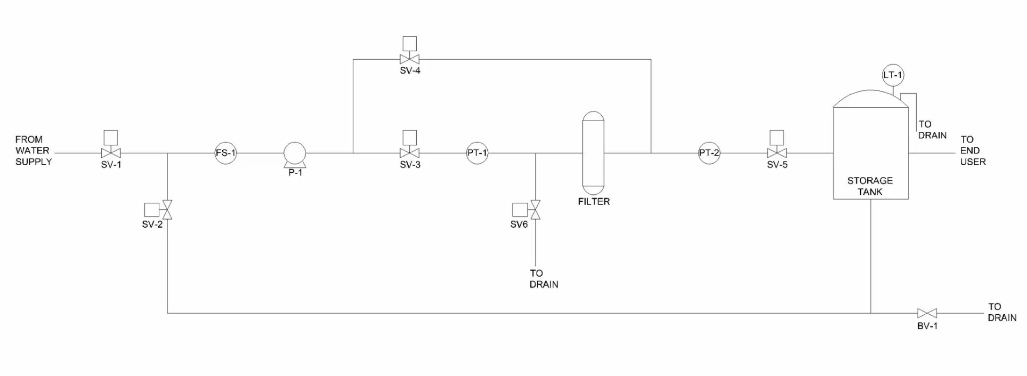 SV-4
LT-1
TO
DRAIN
FROM
WATER
SUPPLY
SV-1
FS-1
P-1
SV-3
PT-1
FILTER
PT-2
SV-5
STORAGE
TANK
TO
END
USER
SV-2
SV6
TO
DRAIN
BV-1
TO
DRAIN